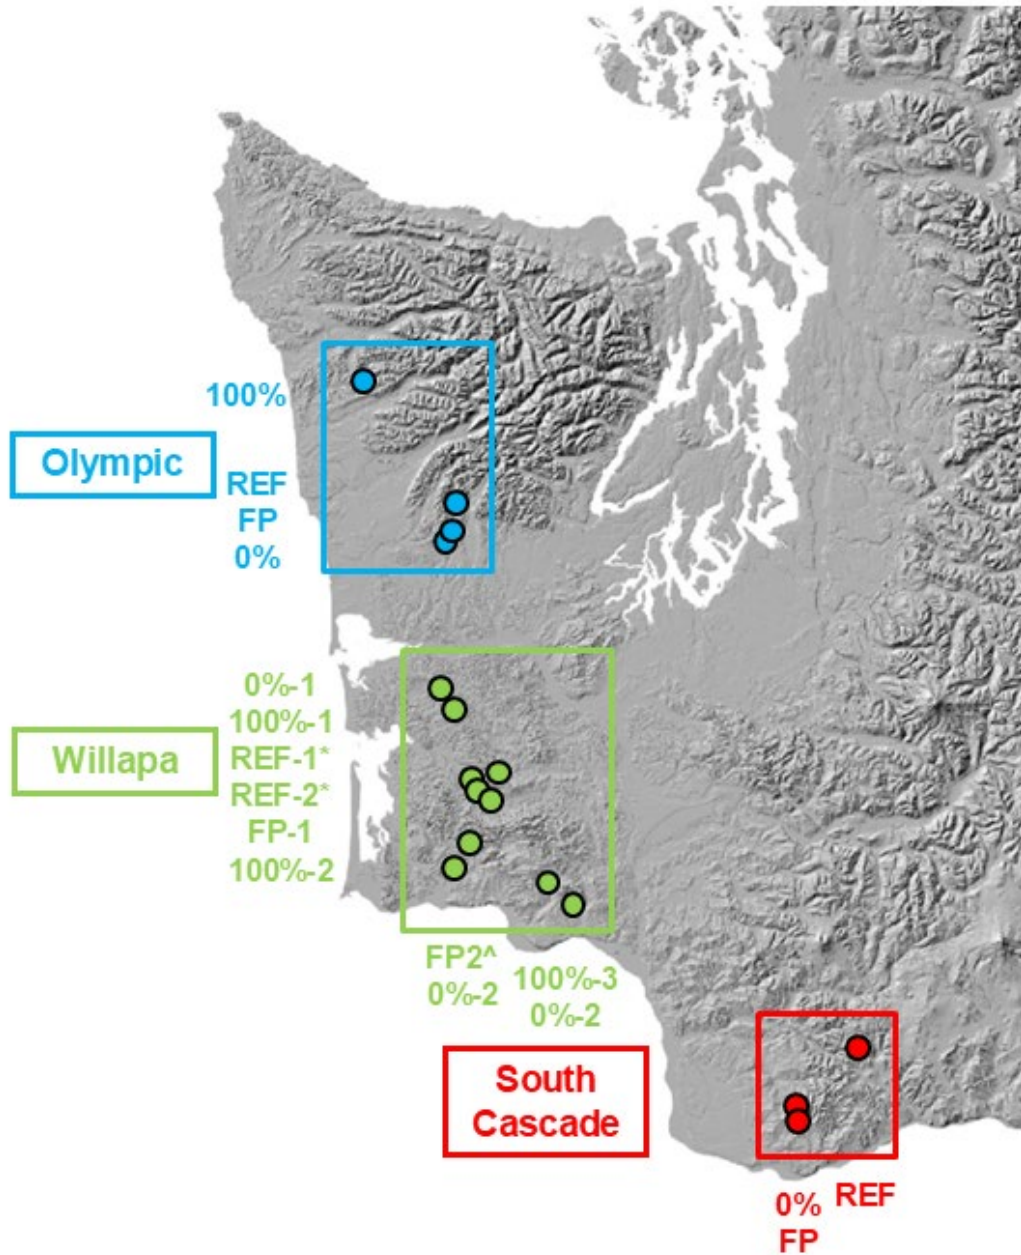 100%
Olympic
REF
FP
0%
0%-1
100%-1
Willapa
REF-1*
REF-2*
FP-1
100%-2
FP2^
0%-2
100%-3
0%-2
South
Cascade
0%
FP
REF